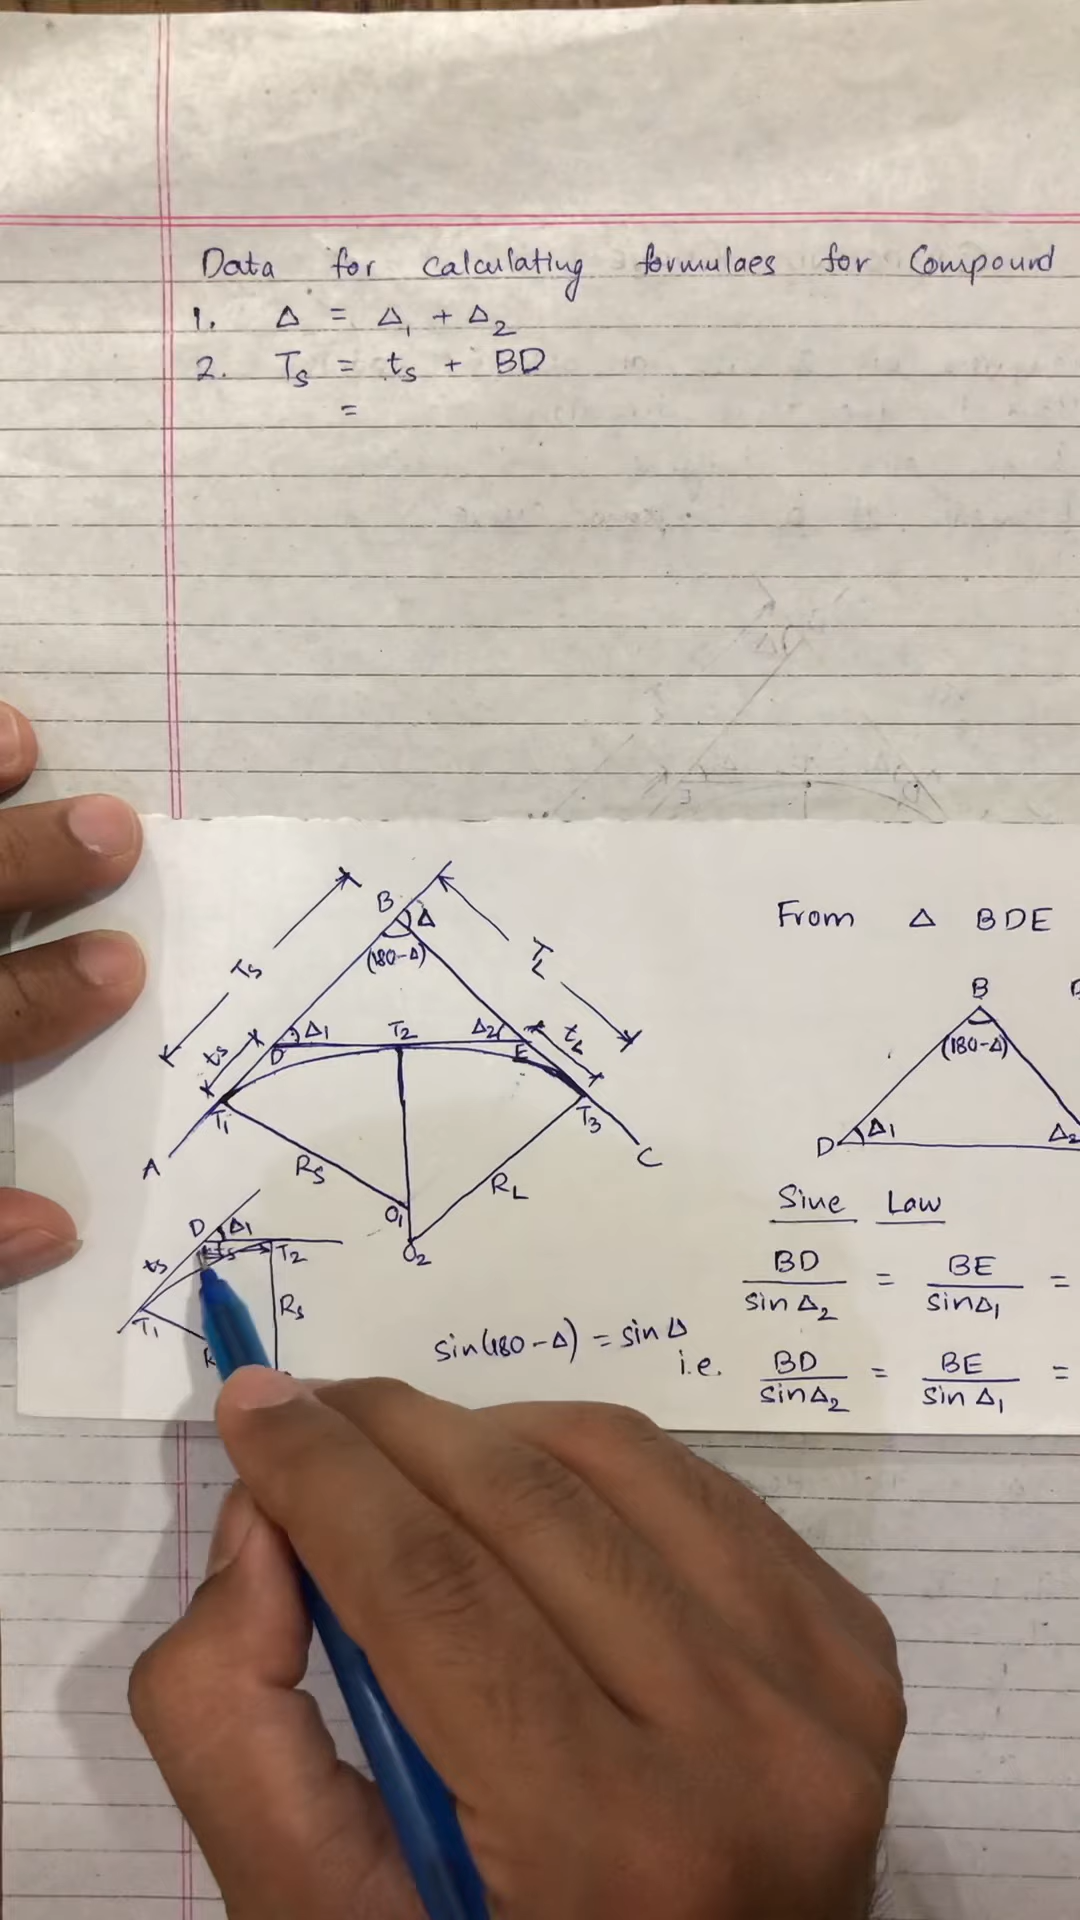 Data for calculating formulaes for Compound
1. Δ = Δ₁ + Δ₂
2. Ts = ts + BD
=
B
Δ
(180-Δ)
Ts
TL
ts
D
Δ1
T2
Δ2
E
tL
T1
T3
A
C
Rs
RL
O1
O2
D
Δ1
ts
ts
T2
T1
Rs
R
sin(180-Δ) = sin Δ
From Δ BDE
B
(180-Δ)
D
Δ1
Δ2
Sine Law
BD / sin Δ₂ = BE / sin Δ₁ =
i.e. BD / sin Δ₂ = BE / sin Δ₁ =